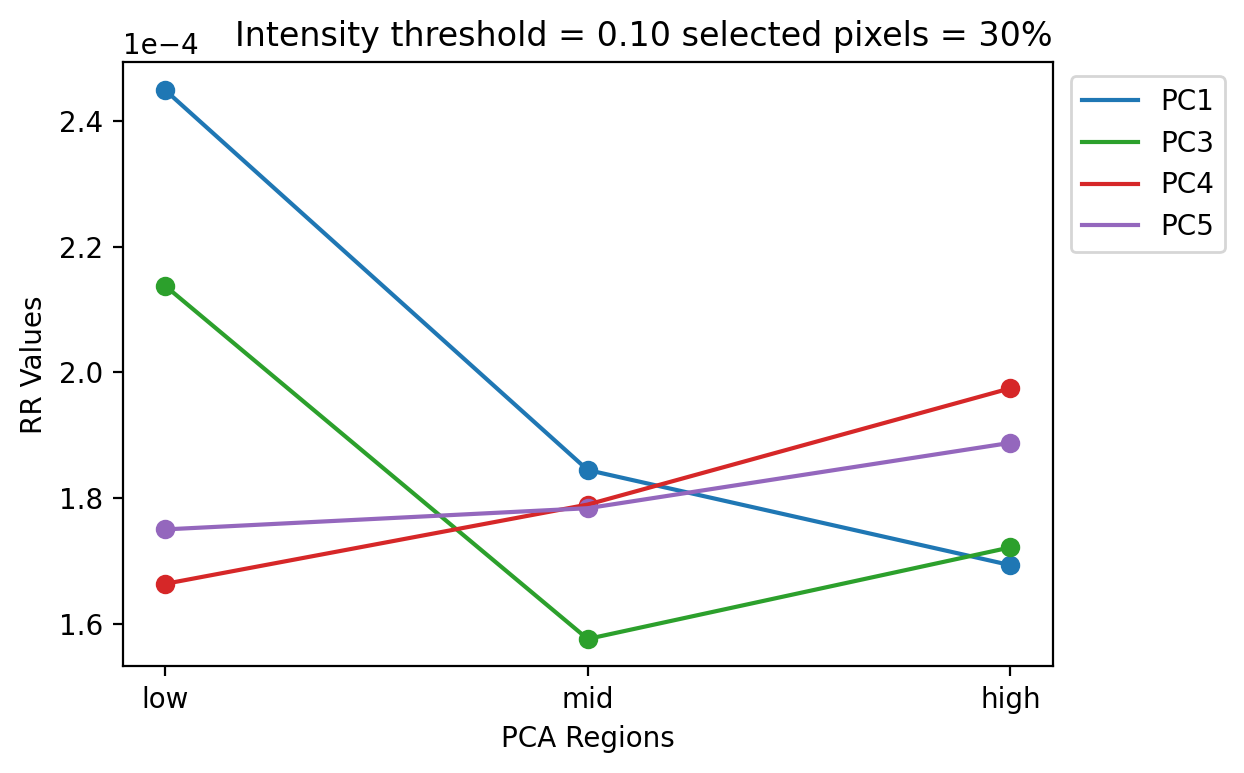 Intensity threshold = 0.10 selected pixels = 30%
1e−4
2.4
2.2
2.0
1.8
1.6
RR Values
low
mid
high
PCA Regions
PC1
PC3
PC4
PC5